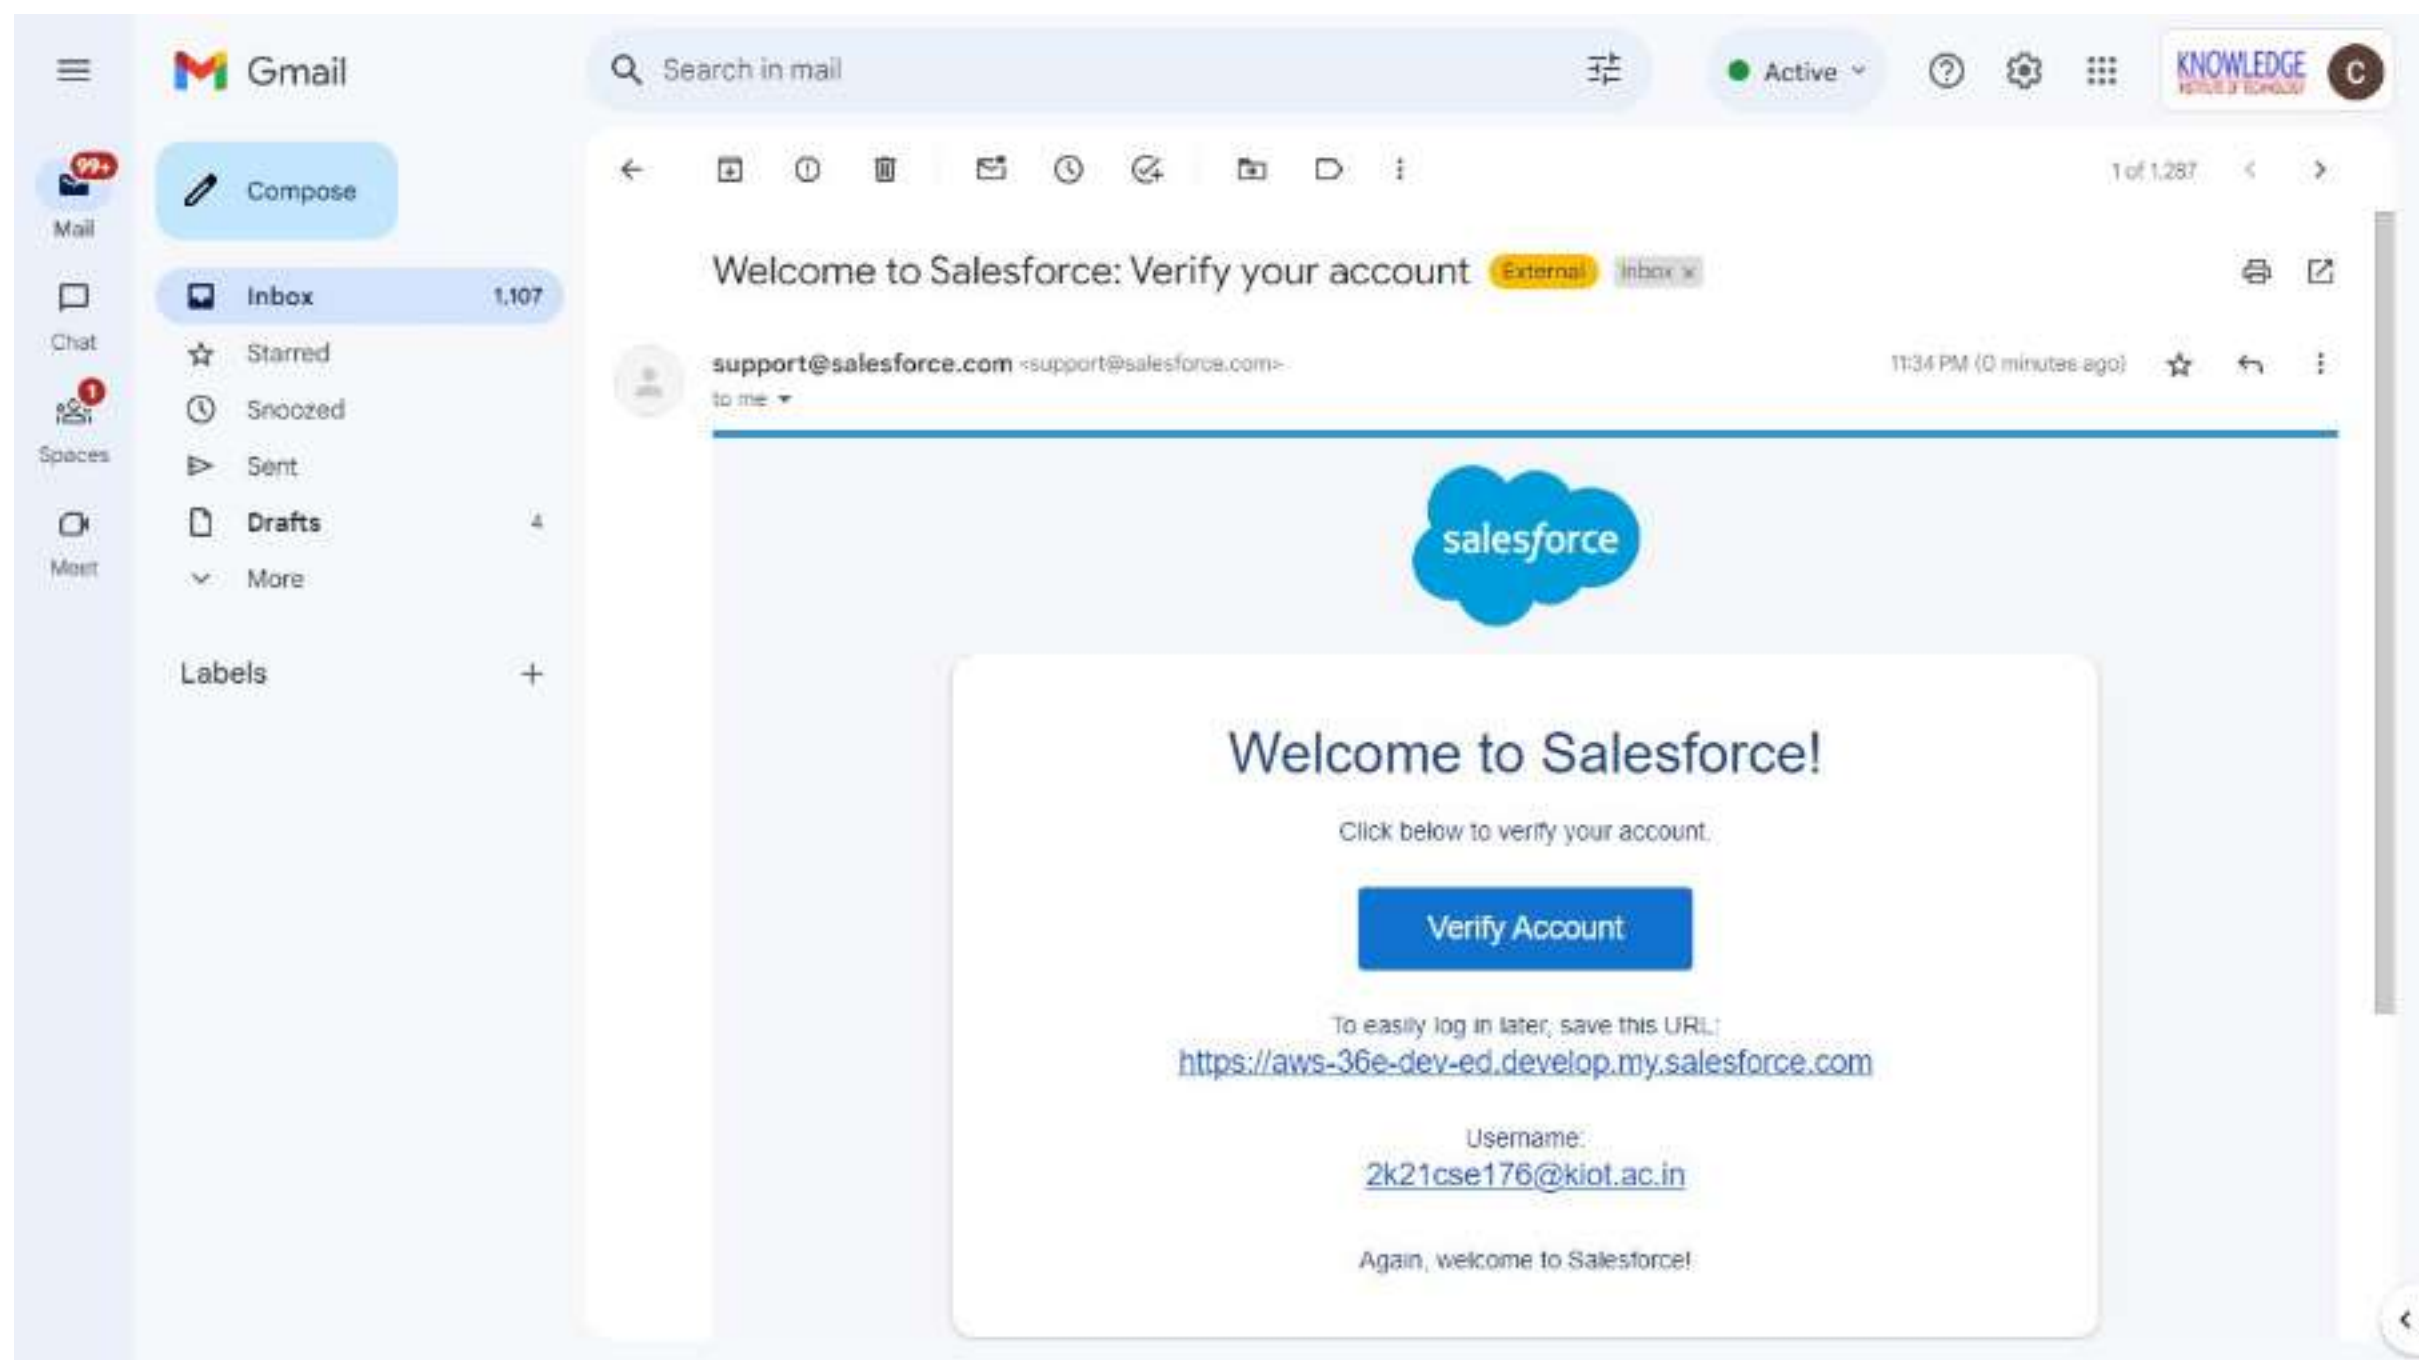 Gmail
Search in mail
Active
KNOWLEDGE
INSTITUTE OF TECHNOLOGY
C
99+
Mail
Compose
1 of 1,287
Inbox 1,107
Chat
Starred
1
Spaces
Snoozed
Sent
Drafts 4
Meet
More
Labels
Welcome to Salesforce: Verify your account External Inbox x
support@salesforce.com <support@salesforce.com> 11:34 PM (0 minutes ago)
to me
salesforce
Welcome to Salesforce!
Click below to verify your account.
Verify Account
To easily log in later, save this URL:
https://aws-36e-dev-ed.develop.my.salesforce.com
Username:
2k21cse176@kiot.ac.in
Again, welcome to Salesforce!